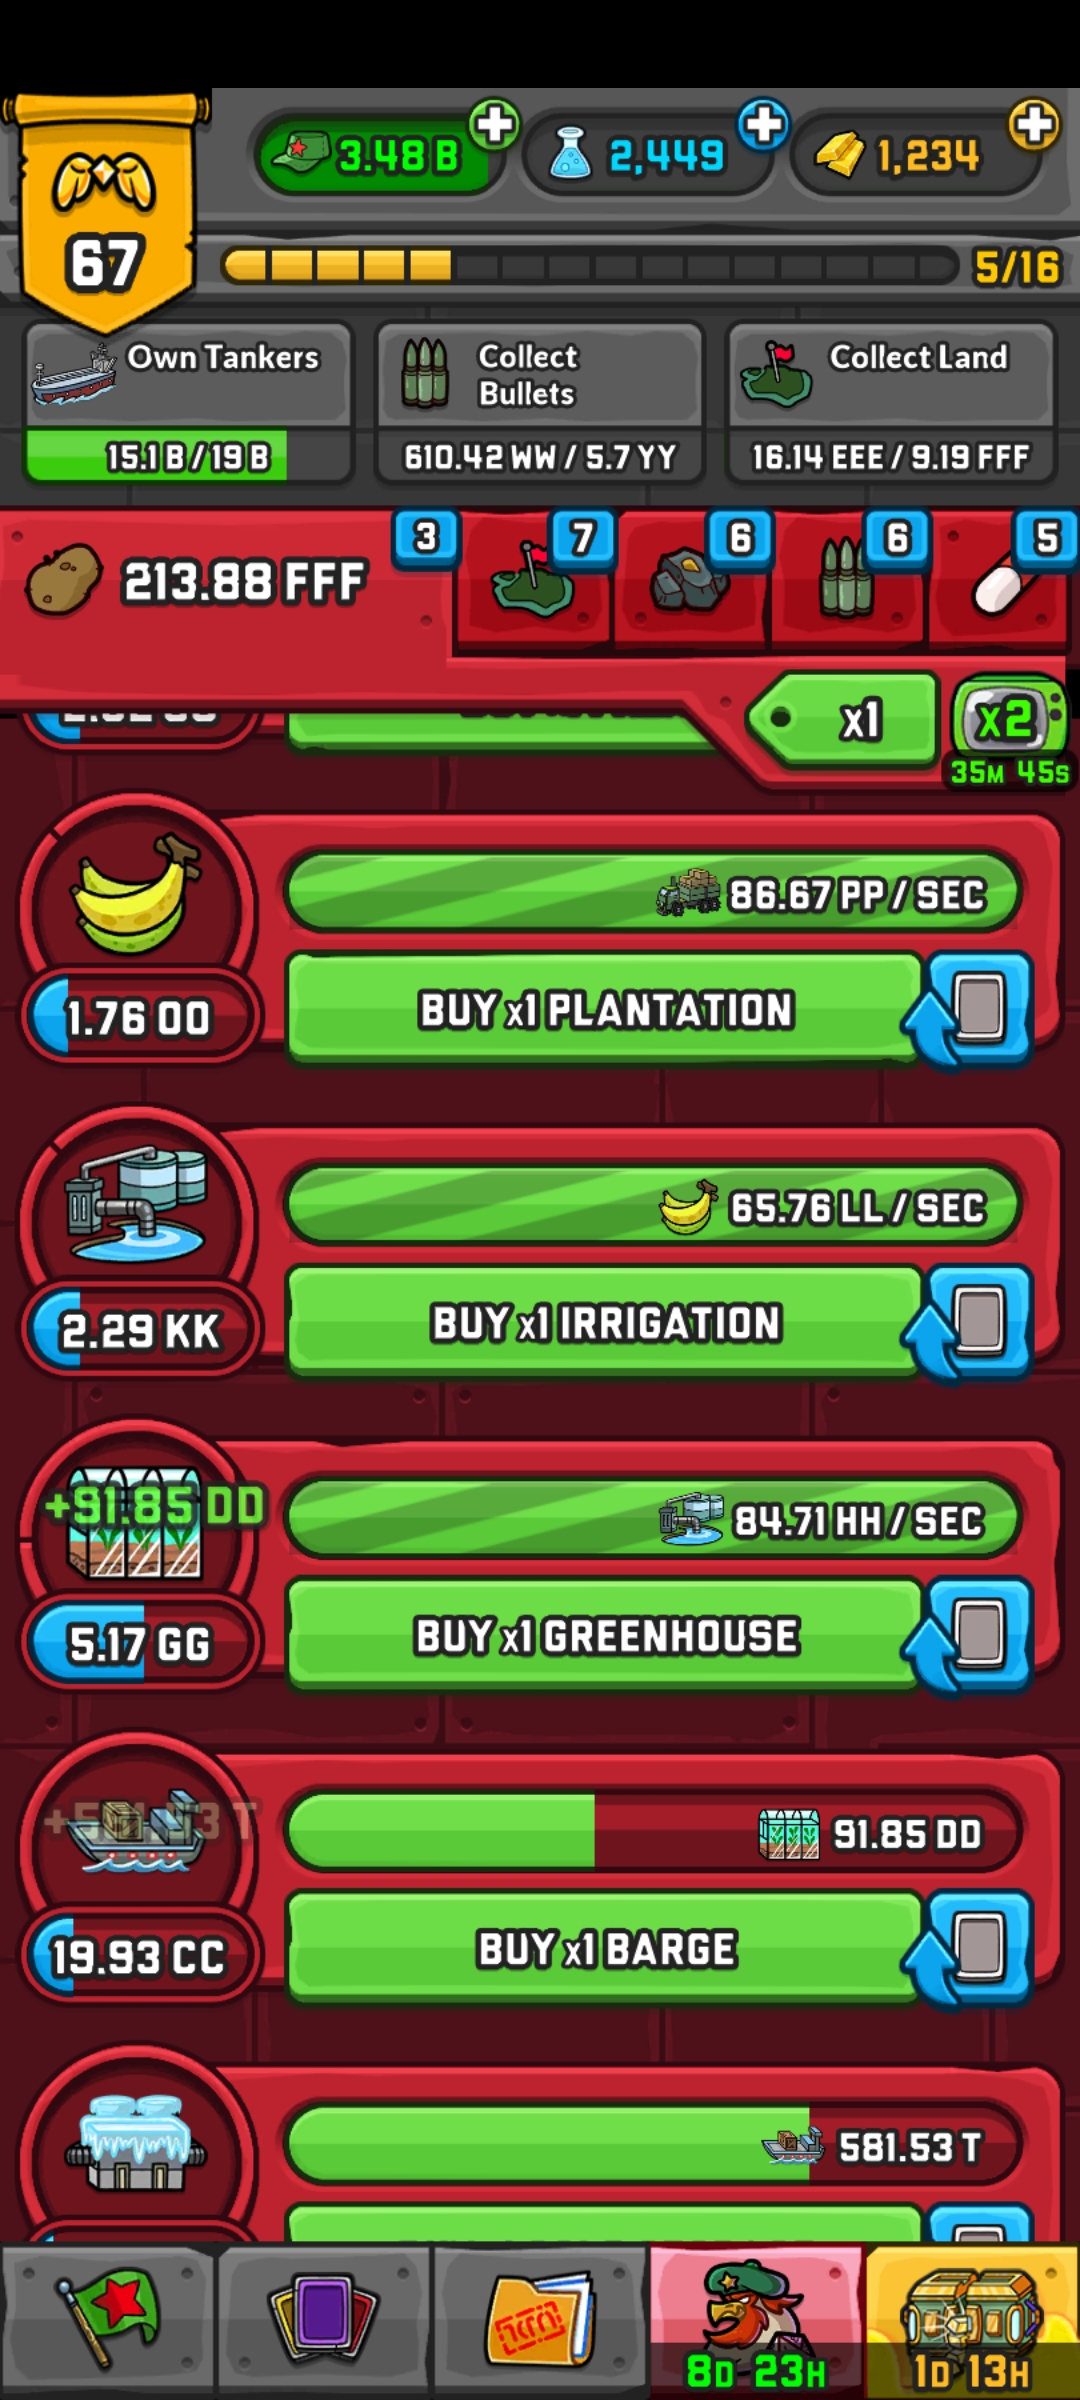 3.48 B
2,449
1,234
67
5/16
Own Tankers
15.1 B / 19 B
Collect
Bullets
610.42 WW / 5.7 YY
Collect Land
16.14 EEE / 9.19 FFF
213.88 FFF
3
7
6
6
5
x1
x2
35M 45S
86.67 PP / SEC
1.76 OO
BUY x1 PLANTATION
65.76 LL / SEC
2.29 KK
BUY x1 IRRIGATION
+91.85 DD
84.71 HH / SEC
5.17 GG
BUY x1 GREENHOUSE
91.85 DD
19.93 CC
BUY x1 BARGE
581.53 T
8D 23H
1D 13H